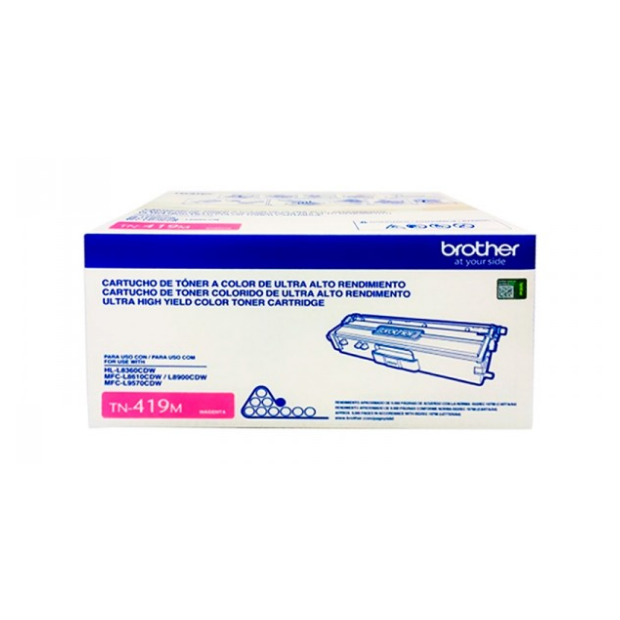 TN-419M
brother
at your side
CARTUCHO DE TÓNER A COLOR DE ULTRA ALTO RENDIMIENTO
CARTUCHO DE TONER COLORIDO DE ULTRA ALTO RENDIMENTO
ULTRA HIGH YIELD COLOR TONER CARTRIDGE
PARA USO CON / PARA USO COM
FOR USE WITH
HL-L8360CDW
MFC-L8610CDW / L8900CDW
MFC-L9570CDW
TN-419M
MAGENTA
brother